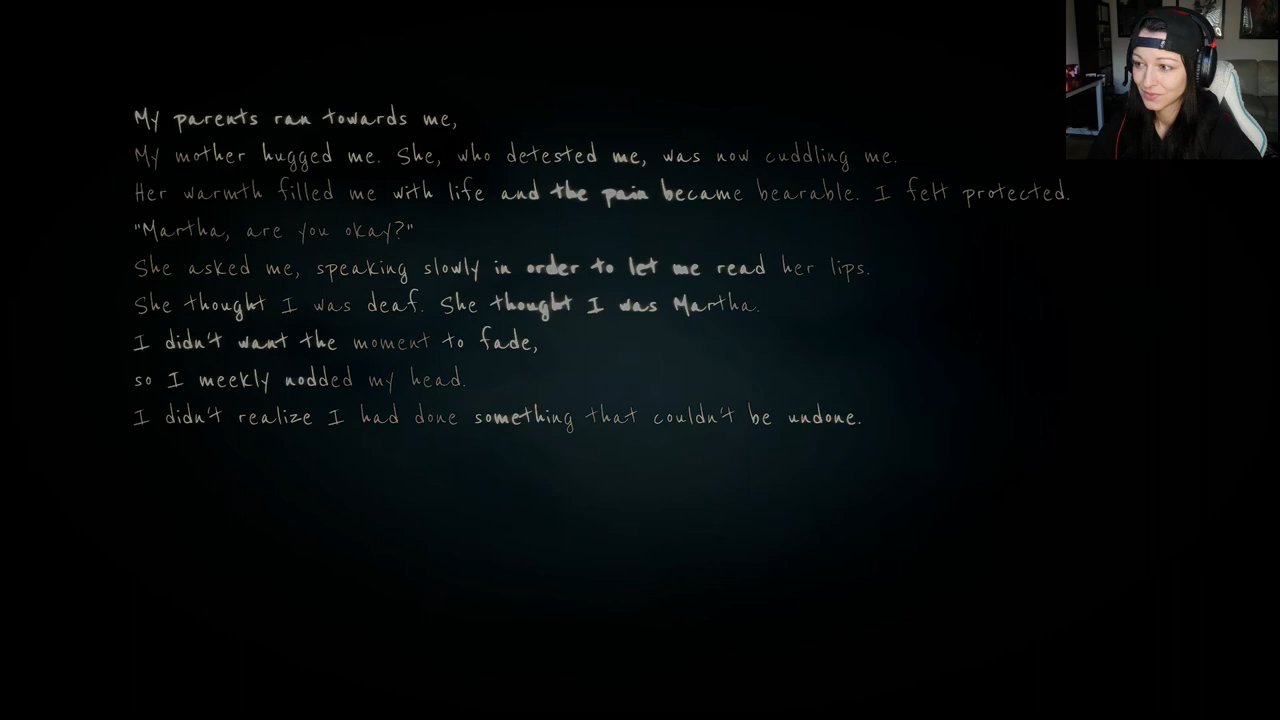 My parents ran towards me,
My mother hugged me. She, who detested me, was now cuddling me.
Her warmth filled me with life and the pain became bearable. I felt protected.
"Martha, are you okay?"
She asked me, speaking slowly in order to let me read her lips.
She thought I was deaf. She thought I was Martha.
I didn't want the moment to fade,
so I meekly nodded my head.
I didn't realize I had done something that couldn't be undone.